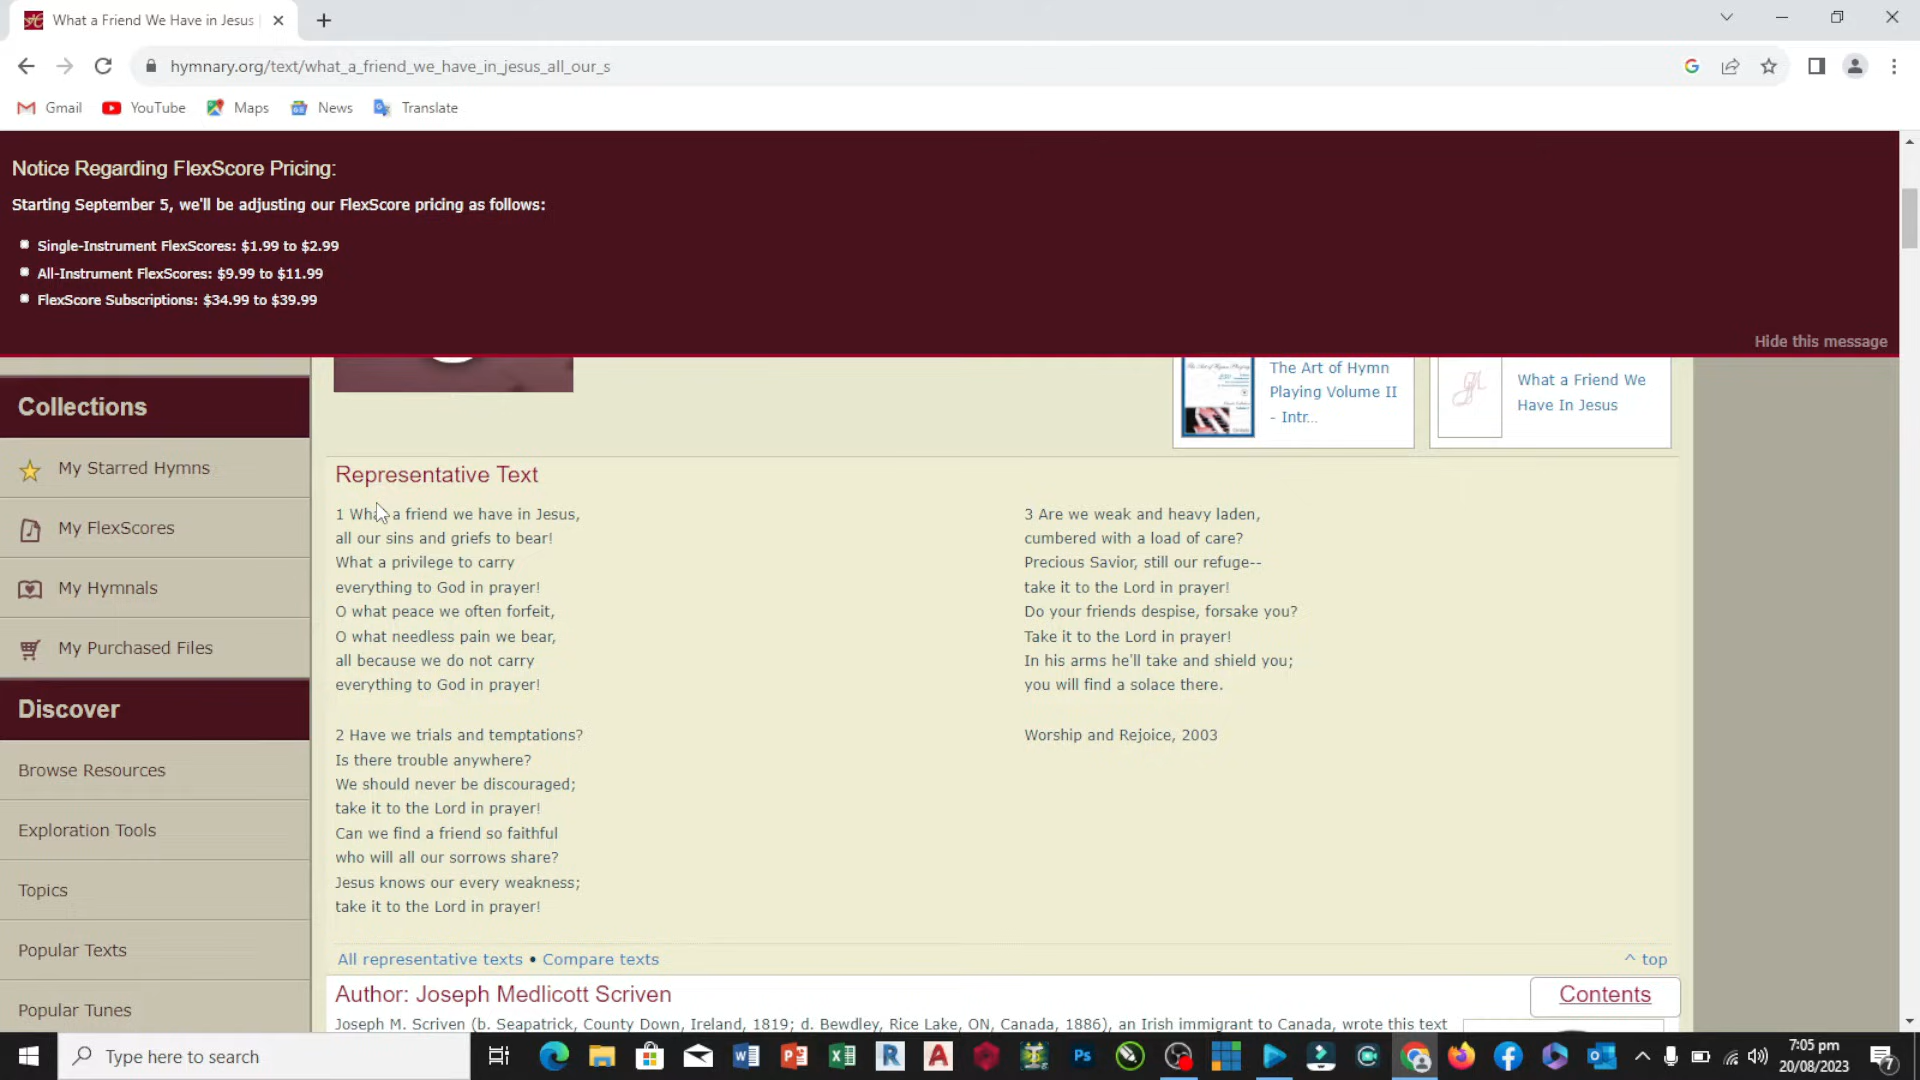 What a Friend We Have in Jesus
hymnary.org/text/what_a_friend_we_have_in_jesus_all_our_s
Gmail
YouTube
Maps
News
Translate
Notice Regarding FlexScore Pricing:
Starting September 5, we'll be adjusting our FlexScore pricing as follows:
Single-Instrument FlexScores: $1.99 to $2.99
All-Instrument FlexScores: $9.99 to $11.99
FlexScore Subscriptions: $34.99 to $39.99
Hide this message
Collections
My Starred Hymns
My FlexScores
My Hymnals
My Purchased Files
Discover
Browse Resources
Exploration Tools
Topics
Popular Texts
Popular Tunes
The Art of Hymn
Playing Volume II
- Intr...
What a Friend We
Have In Jesus
Representative Text
1 What a friend we have in Jesus,
all our sins and griefs to bear!
What a privilege to carry
everything to God in prayer!
O what peace we often forfeit,
O what needless pain we bear,
all because we do not carry
everything to God in prayer!
2 Have we trials and temptations?
Is there trouble anywhere?
We should never be discouraged;
take it to the Lord in prayer!
Can we find a friend so faithful
who will all our sorrows share?
Jesus knows our every weakness;
take it to the Lord in prayer!
3 Are we weak and heavy laden,
cumbered with a load of care?
Precious Savior, still our refuge--
take it to the Lord in prayer!
Do your friends despise, forsake you?
Take it to the Lord in prayer!
In his arms he'll take and shield you;
you will find a solace there.
Worship and Rejoice, 2003
All representative texts • Compare texts
^ top
Author: Joseph Medlicott Scriven
Contents
Joseph M. Scriven (b. Seapatrick, County Down, Ireland, 1819; d. Bewdley, Rice Lake, ON, Canada, 1886), an Irish immigrant to Canada, wrote this text
Type here to search
7:05 pm
20/08/2023
7